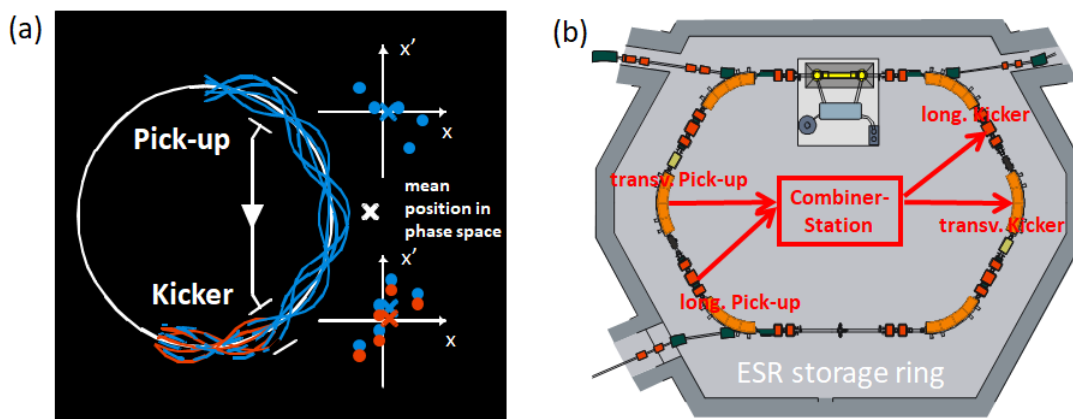 (a)
x’
Pick-up
x
mean
position in
phase space
x’
Kicker
x
(b)
long. Kicker
transv. Pick-up
Combiner-
Station
transv. Kicker
long. Pick-up
ESR storage ring